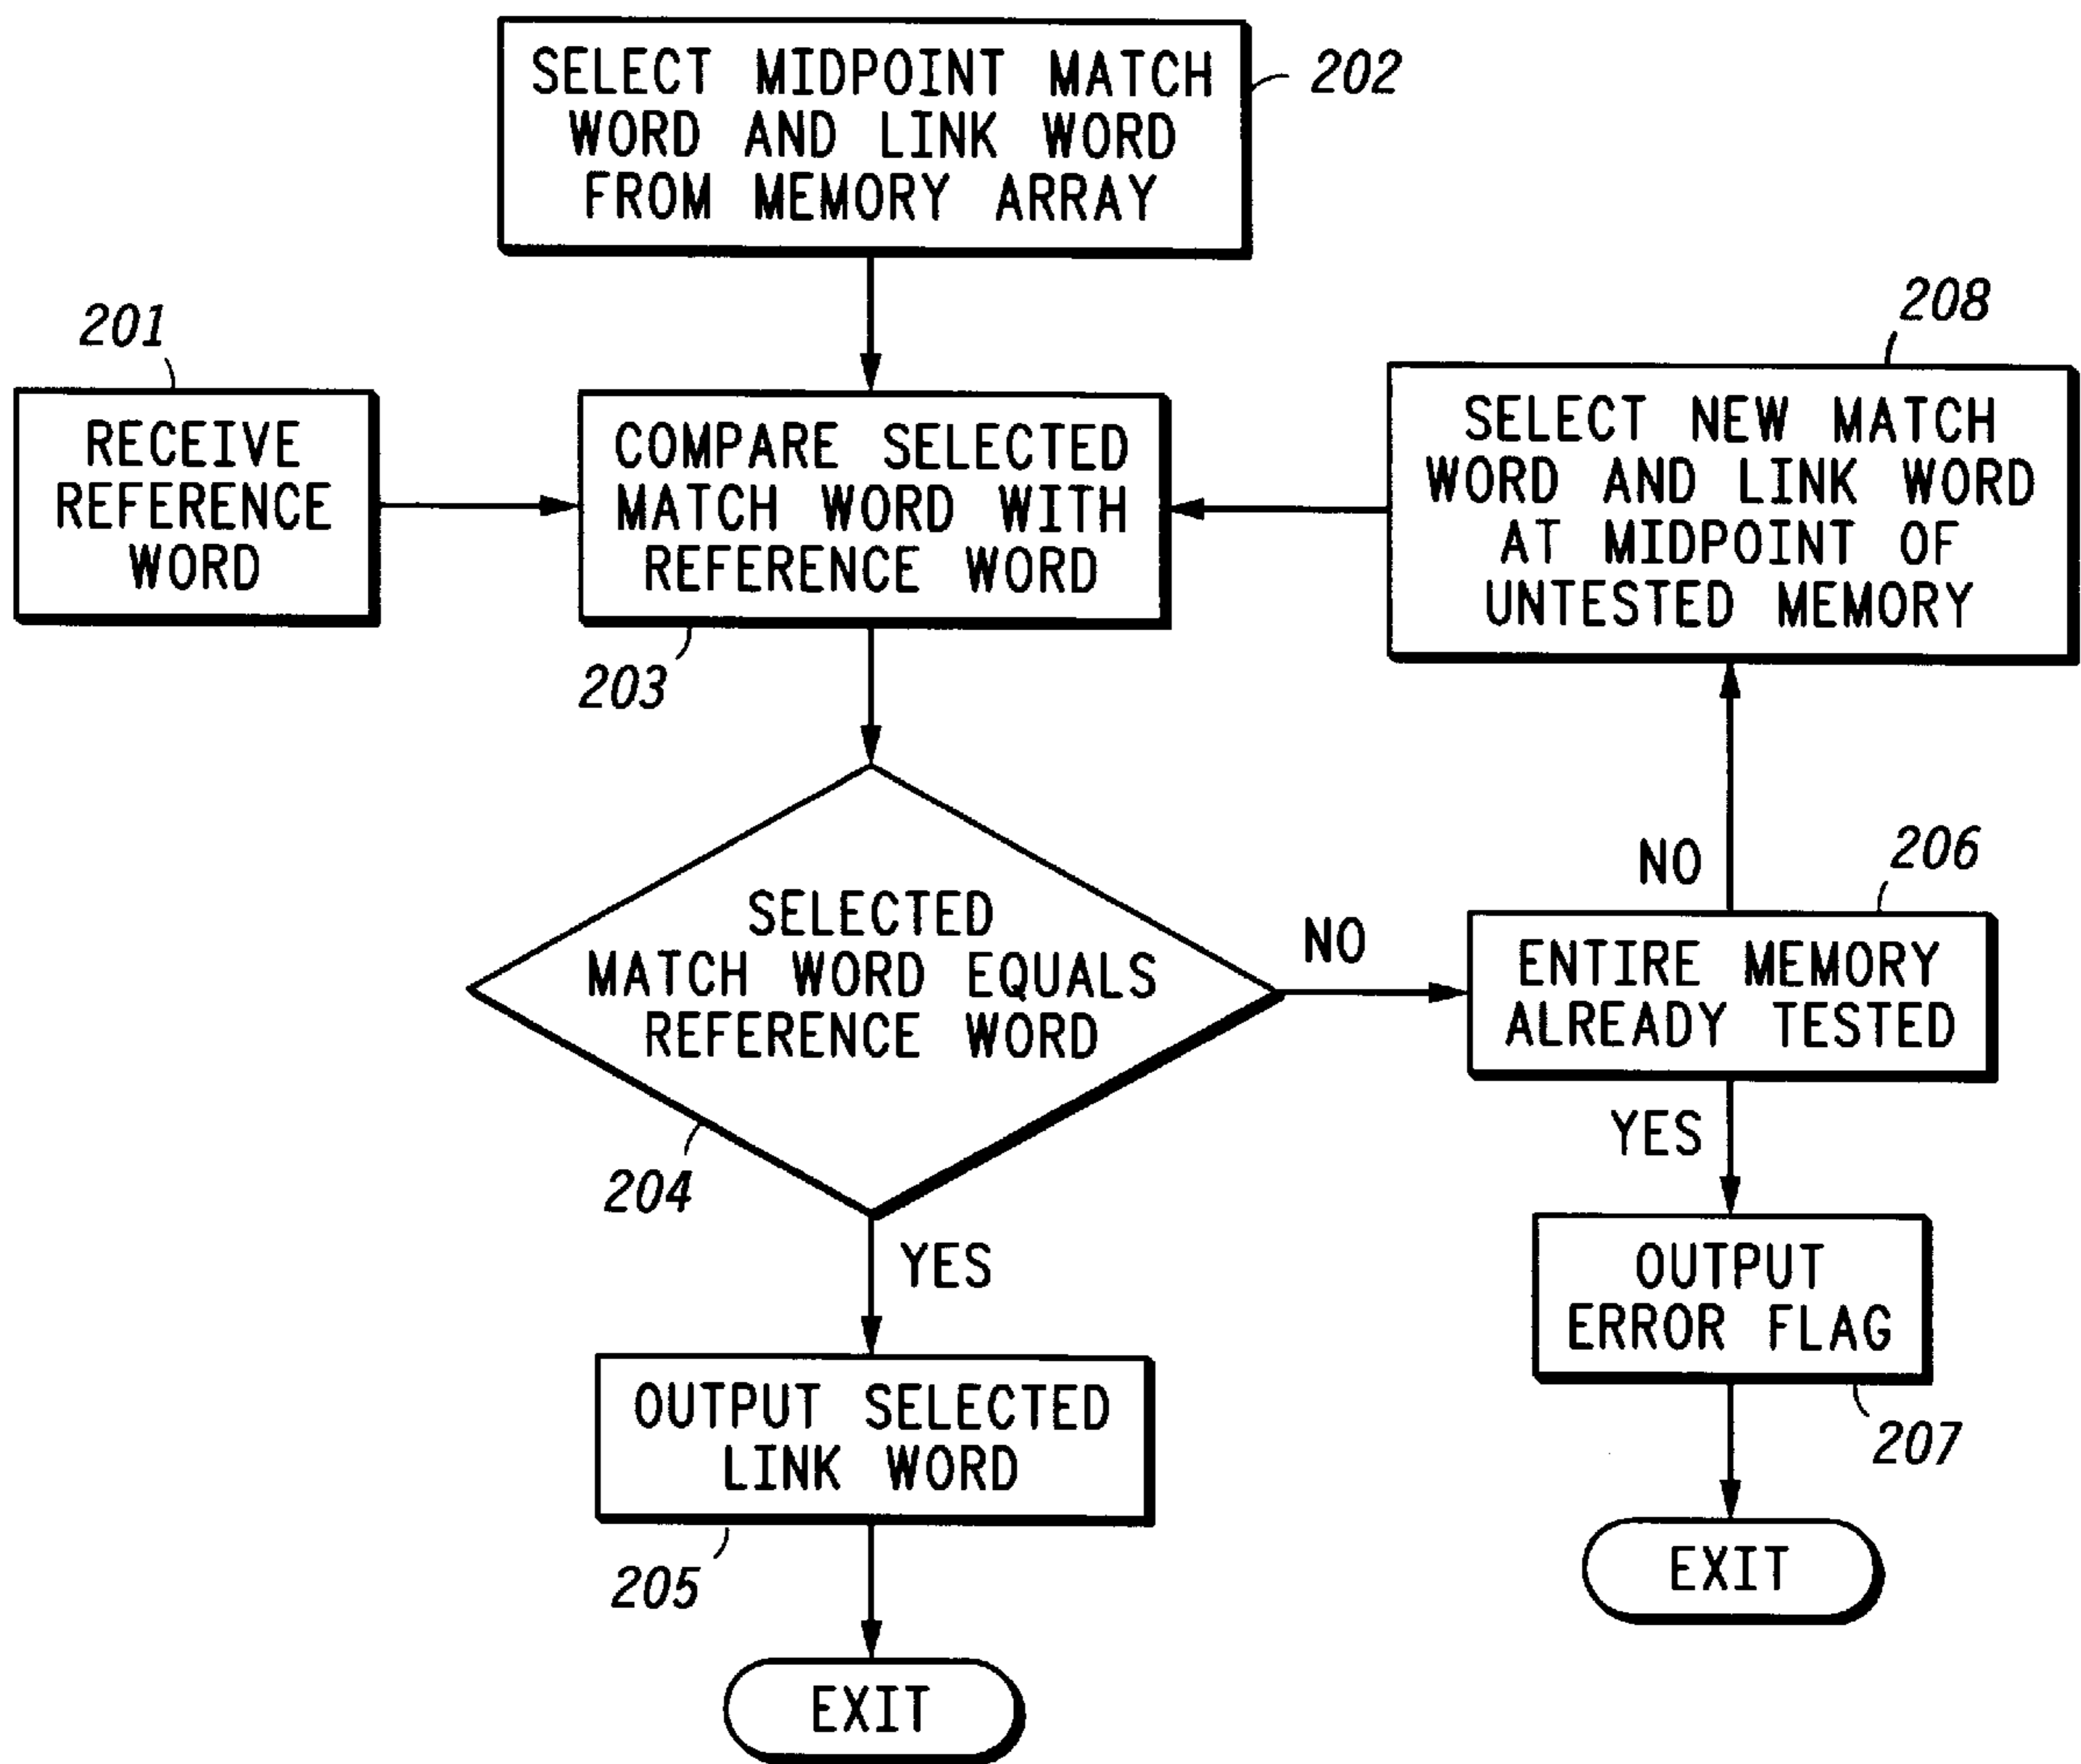 SELECT MIDPOINT MATCH
WORD AND LINK WORD
FROM MEMORY ARRAY
202
201
RECEIVE
REFERENCE
WORD
COMPARE SELECTED
MATCH WORD WITH
REFERENCE WORD
203
208
SELECT NEW MATCH
WORD AND LINK WORD
AT MIDPOINT OF
UNTESTED MEMORY
SELECTED
MATCH WORD EQUALS
REFERENCE WORD
204
NO
NO
206
ENTIRE MEMORY
ALREADY TESTED
YES
YES
OUTPUT SELECTED
LINK WORD
205
EXIT
OUTPUT
ERROR FLAG
207
EXIT